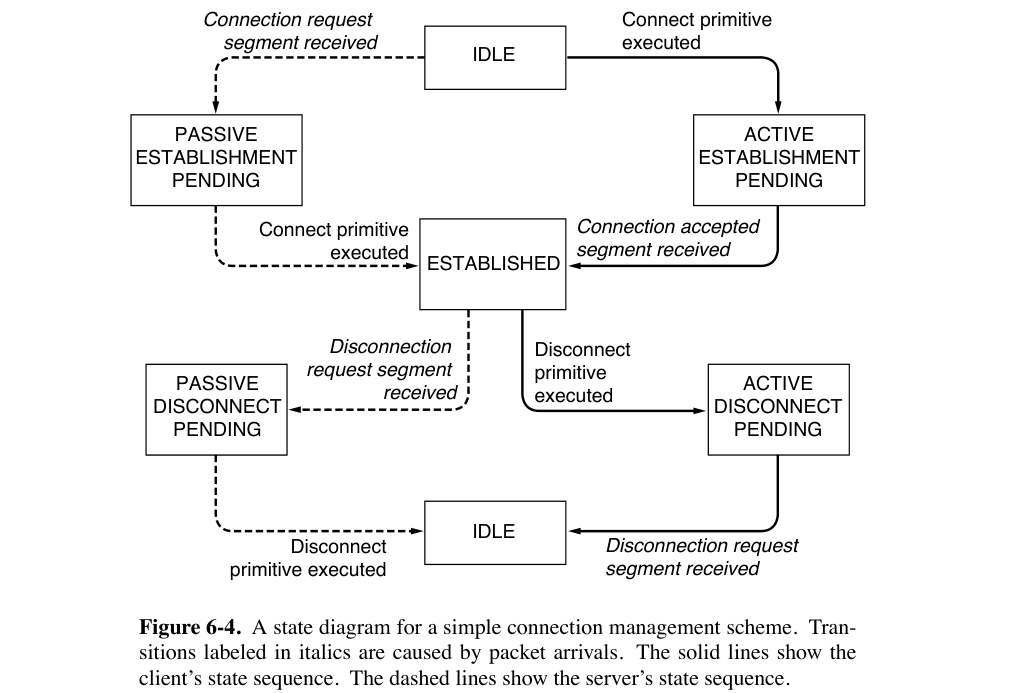 Connection request
segment received
IDLE
Connect primitive
executed
PASSIVE
ESTABLISHMENT
PENDING
ACTIVE
ESTABLISHMENT
PENDING
Connect primitive
executed
ESTABLISHED
Connection accepted
segment received
Disconnection
request segment
received
Disconnect
primitive
executed
PASSIVE
DISCONNECT
PENDING
ACTIVE
DISCONNECT
PENDING
IDLE
Disconnect
primitive executed
Disconnection request
segment received
Figure 6-4. A state diagram for a simple connection management scheme. Tran-
sitions labeled in italics are caused by packet arrivals. The solid lines show the
client's state sequence. The dashed lines show the server's state sequence.